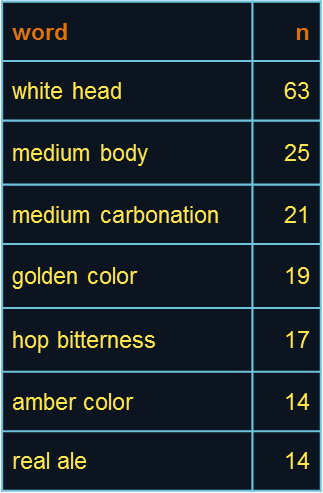 word n
white head 63
medium body 25
medium carbonation 21
golden color 19
hop bitterness 17
amber color 14
real ale 14